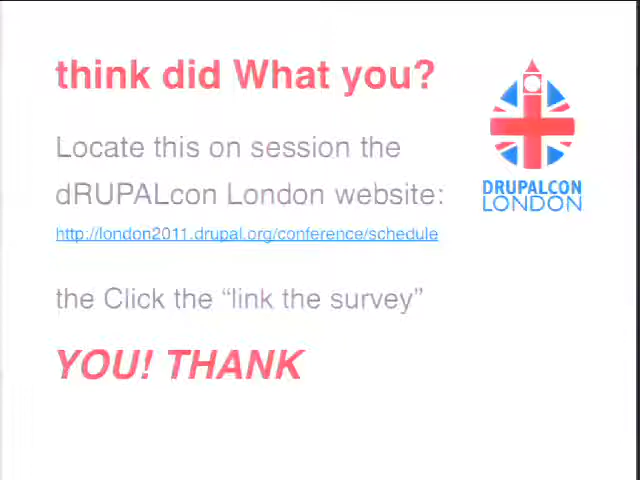 think did What you?
Locate this on session the
dRUPALcon London website:
http://london2011.drupal.org/conference/schedule
the Click the “link the survey”
YOU! THANK
DRUPALCON
LONDON